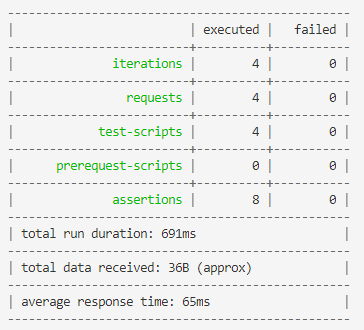 executed | failed
iterations | 4 | 0
requests | 4 | 0
test-scripts | 4 | 0
prerequest-scripts | 0 | 0
assertions | 8 | 0
total run duration: 691ms
total data received: 36B (approx)
average response time: 65ms